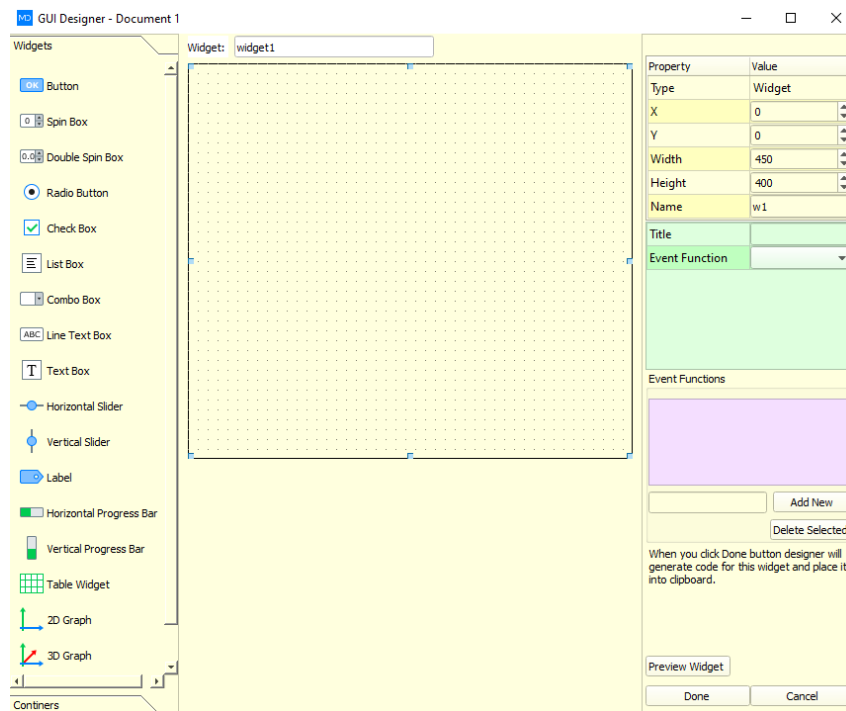 MD GUI Designer - Document 1
Widgets
OK Button
0 Spin Box
0.0 Double Spin Box
Radio Button
Check Box
List Box
Combo Box
ABC Line Text Box
T Text Box
Horizontal Slider
Vertical Slider
Label
Horizontal Progress Bar
Vertical Progress Bar
Table Widget
2D Graph
3D Graph
Continers
Widget: widget1
Property Value
Type Widget
X 0
Y 0
Width 450
Height 400
Name w1
Title
Event Function
Event Functions
Add New
Delete Selected
When you click Done button designer will
generate code for this widget and place it
into clipboard.
Preview Widget
Done Cancel